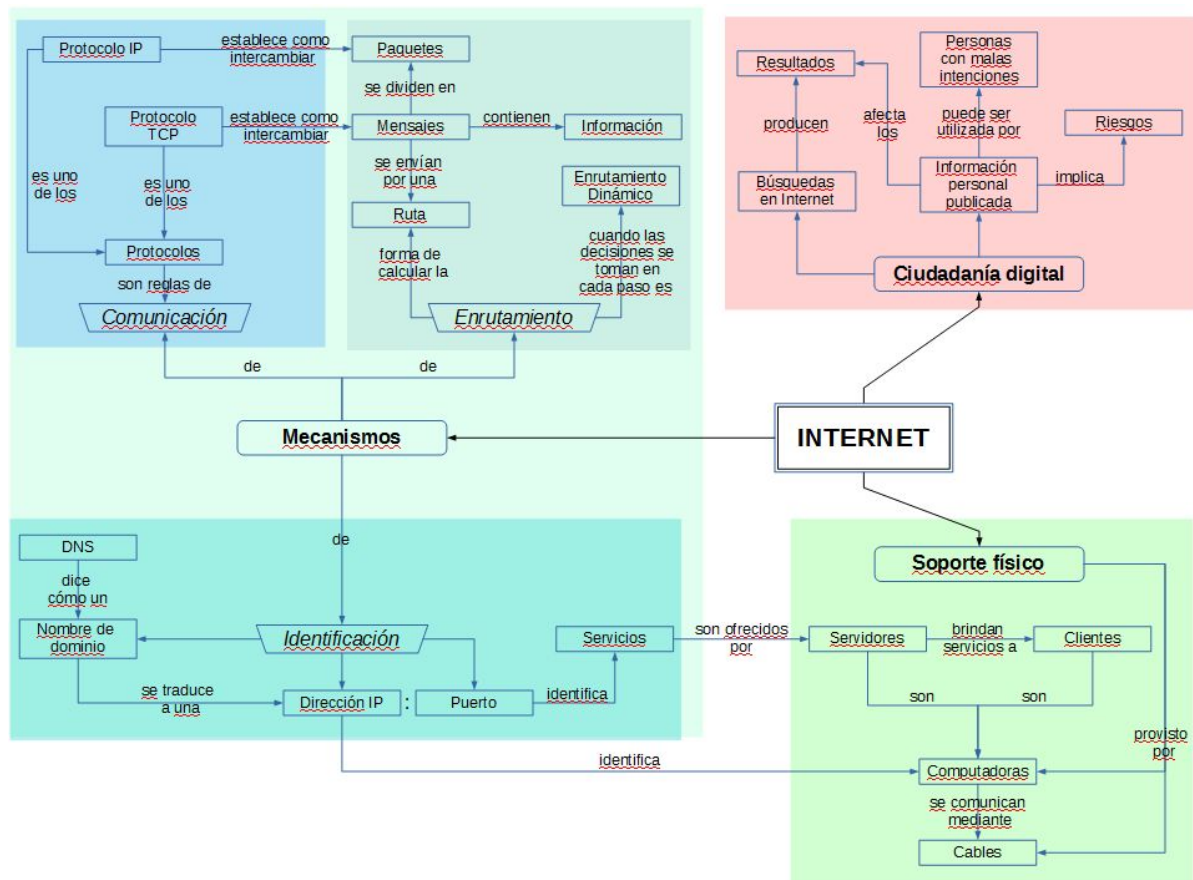 Protocolo IP
establece como
intercambiar
Paquetes
se dividen en
Protocolo
TCP
establece como
intercambiar
Mensajes
contienen
Información
es uno
de los
es uno
de los
se envían
por una
Enrutamiento
Dinámico
Ruta
Protocolos
forma de
calcular la
cuando las
decisiones se
toman en
cada paso es
son reglas de
Comunicación
Enrutamiento
de
de
Mecanismos
INTERNET
Personas
con malas
intenciones
Resultados
producen
afecta
los
puede ser
utilizada por
Riesgos
Búsquedas
en Internet
Información
personal
publicada
implica
Ciudadanía digital
de
DNS
dice
cómo un
Nombre de
dominio
Identificación
Servicios
se traduce
a una
Dirección IP
:
Puerto
identifica
son ofrecidos
por
identifica
Soporte físico
Servidores
brindan
servicios a
Clientes
son
son
provisto
por
Computadoras
se comunican
mediante
Cables